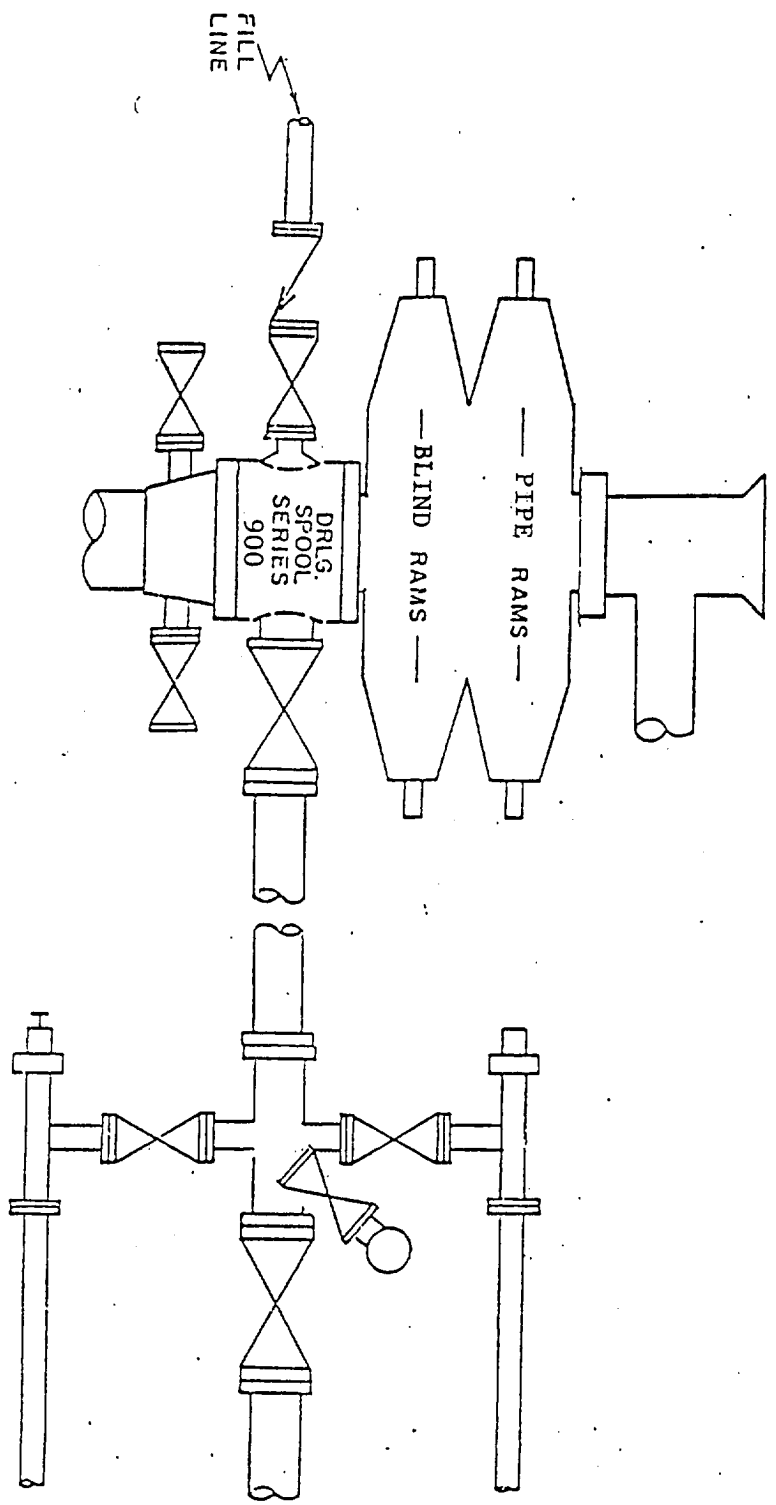 FILL
LINE
— PIPE RAMS —
— BLIND RAMS —
DRLG.
SPOOL
SERIES
900